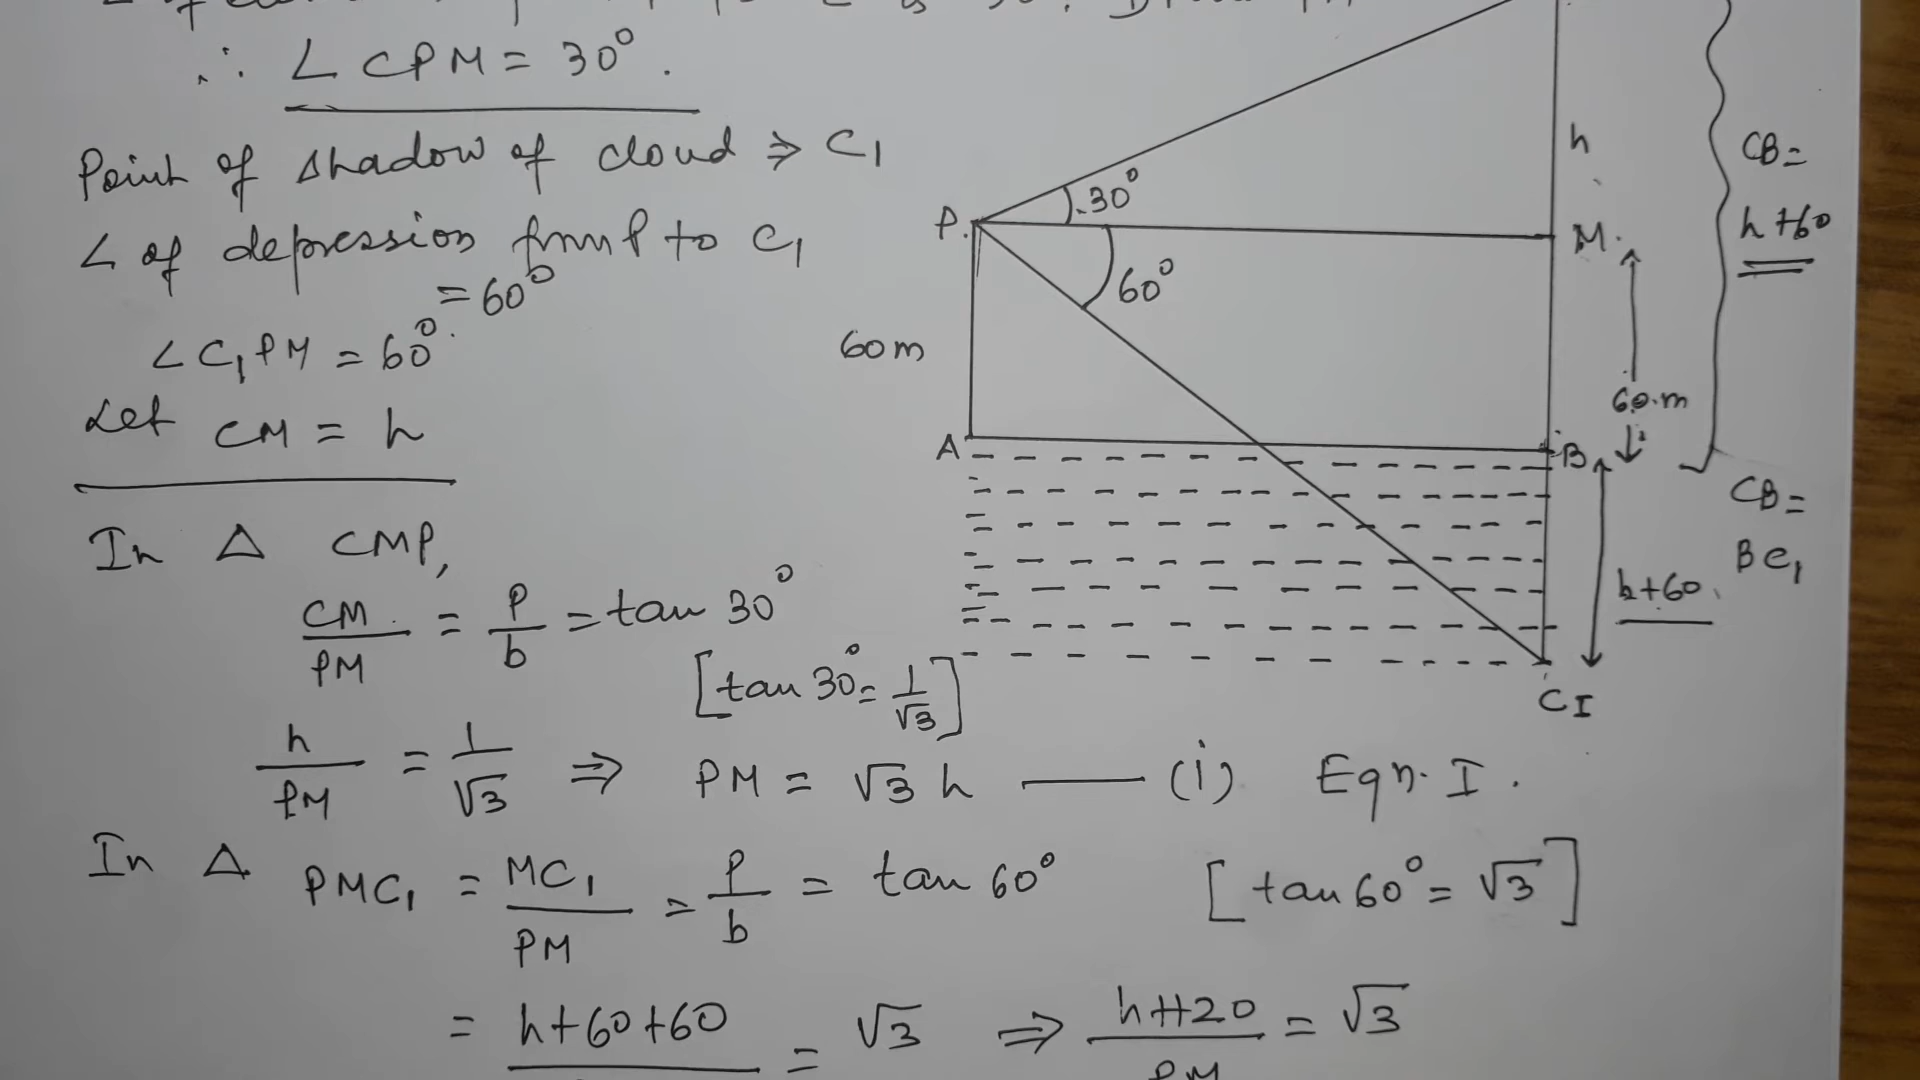 ∴ ∠ CPM = 30°.
Point of shadow of cloud ⇒ C₁
∠ of depression from P to C₁
= 60°
∠ C₁PM = 60°.
Let CM = h
In △ CMP,
CM/PM = P/b = tan 30°
[tan 30° = 1/√3]
h/PM = 1/√3 ⇒ PM = √3 h —— (i) Eqn. I.
In △ PMC₁ = MC₁/PM = P/b = tan 60° [tan 60° = √3]
= h+60+60 = √3 ⇒ h+120/PM = √3
h
CB =
h+60
30°
P.
M.
60°
60m
60.m
A
B
CB =
BC₁
h+60
CI